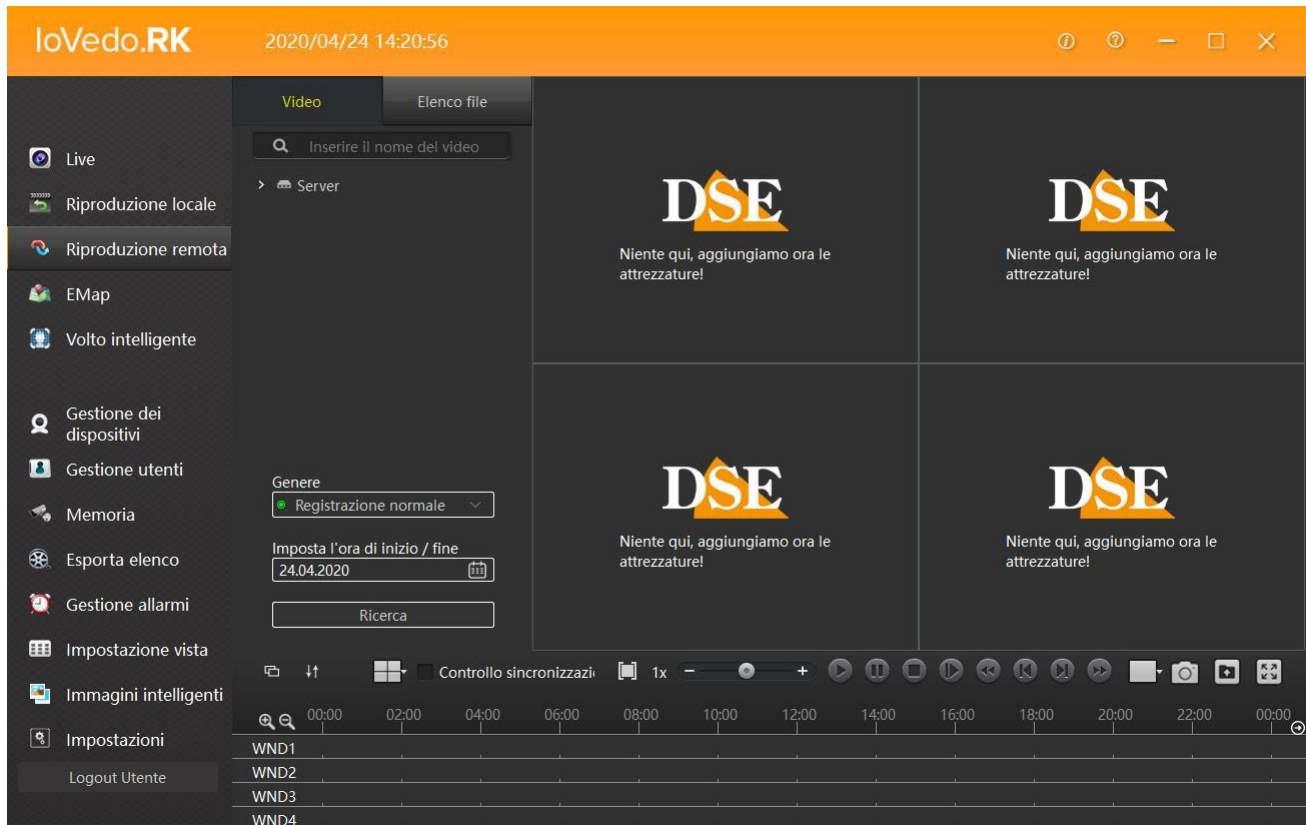 IoVedo.RK
2020/04/24 14:20:56
Live
Riproduzione locale
Riproduzione remota
EMap
Volto intelligente
Gestione dei
dispositivi
Gestione utenti
Memoria
Esporta elenco
Gestione allarmi
Impostazione vista
Immagini intelligenti
Impostazioni
Logout Utente
Video
Elenco file
Inserire il nome del video
Server
Genere
Registrazione normale
Imposta l'ora di inizio / fine
24.04.2020
Ricerca
DSE
Niente qui, aggiungiamo ora le
attrezzature!
DSE
Niente qui, aggiungiamo ora le
attrezzature!
DSE
Niente qui, aggiungiamo ora le
attrezzature!
DSE
Niente qui, aggiungiamo ora le
attrezzature!
Controllo sincronizzazi
1x
00:00 02:00 04:00 06:00 08:00 10:00 12:00 14:00 16:00 18:00 20:00 22:00 00:00
WND1
WND2
WND3
WND4